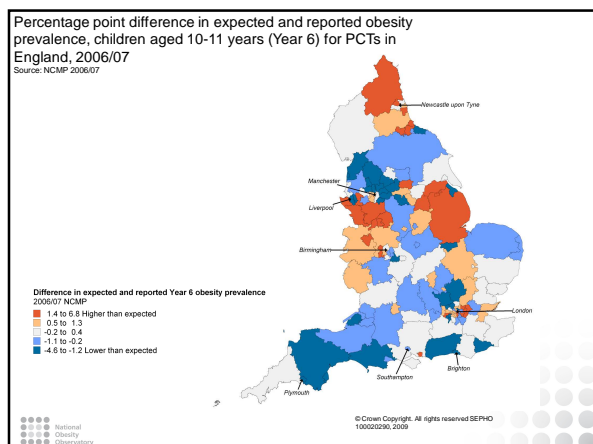 Percentage point difference in expected and reported obesity
prevalence, children aged 10-11 years (Year 6) for PCTs in
England, 2006/07
Source: NCMP 2006/07
Newcastle upon Tyne
Manchester
Liverpool
Birmingham
London
Southampton
Brighton
Plymouth
Difference in expected and reported Year 6 obesity prevalence
2006/07 NCMP
1.4 to 6.8 Higher than expected
0.5 to 1.3
-0.2 to 0.4
-1.1 to -0.2
-4.6 to -1.2 Lower than expected
National
Obesity
Observatory
© Crown Copyright. All rights reserved SEPHO
100020290, 2009